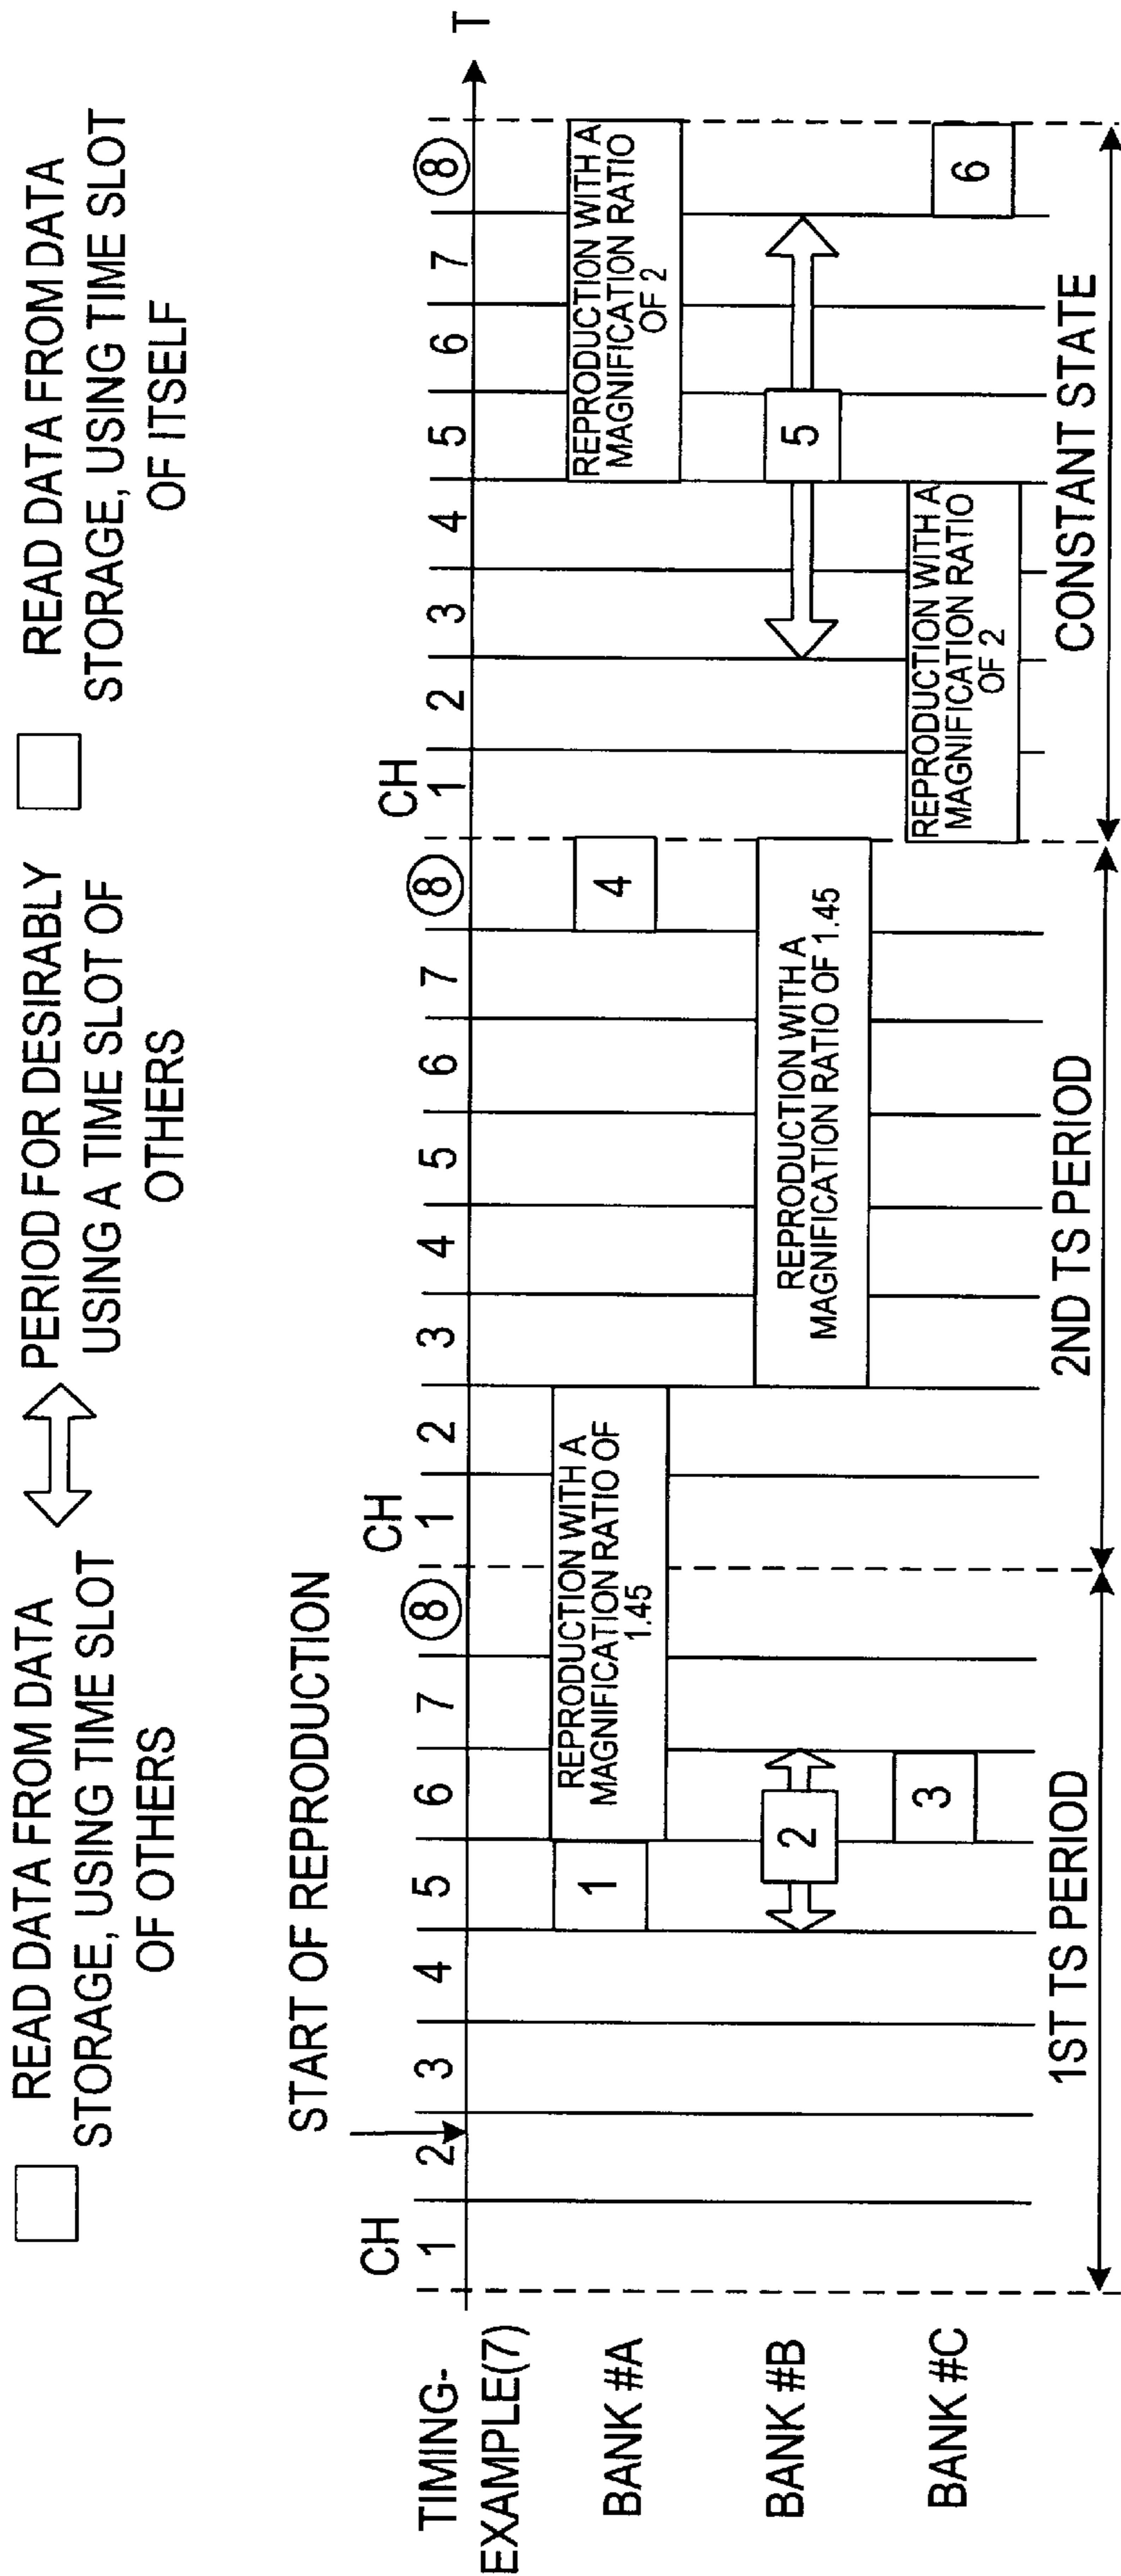 READ DATA FROM DATA
STORAGE, USING TIME SLOT
OF OTHERS
PERIOD FOR DESIRABLY
USING A TIME SLOT OF
OTHERS
READ DATA FROM DATA
STORAGE, USING TIME SLOT
OF ITSELF
START OF REPRODUCTION
CH CH CH
TIMING-
EXAMPLE(7)
1 2 3 4 5 6 7 8 1 2 3 4 5 6 7 8 1 2 3 4 5 6 7 8 T
BANK #A
1
REPRODUCTION WITH A
MAGNIFICATION RATIO OF
1.45
4
REPRODUCTION WITH A
MAGNIFICATION RATIO
OF 2
BANK #B
2
REPRODUCTION WITH A
MAGNIFICATION RATIO OF 1.45
5
BANK #C
3
REPRODUCTION WITH A
MAGNIFICATION RATIO
OF 2
6
1ST TS PERIOD
2ND TS PERIOD
CONSTANT STATE